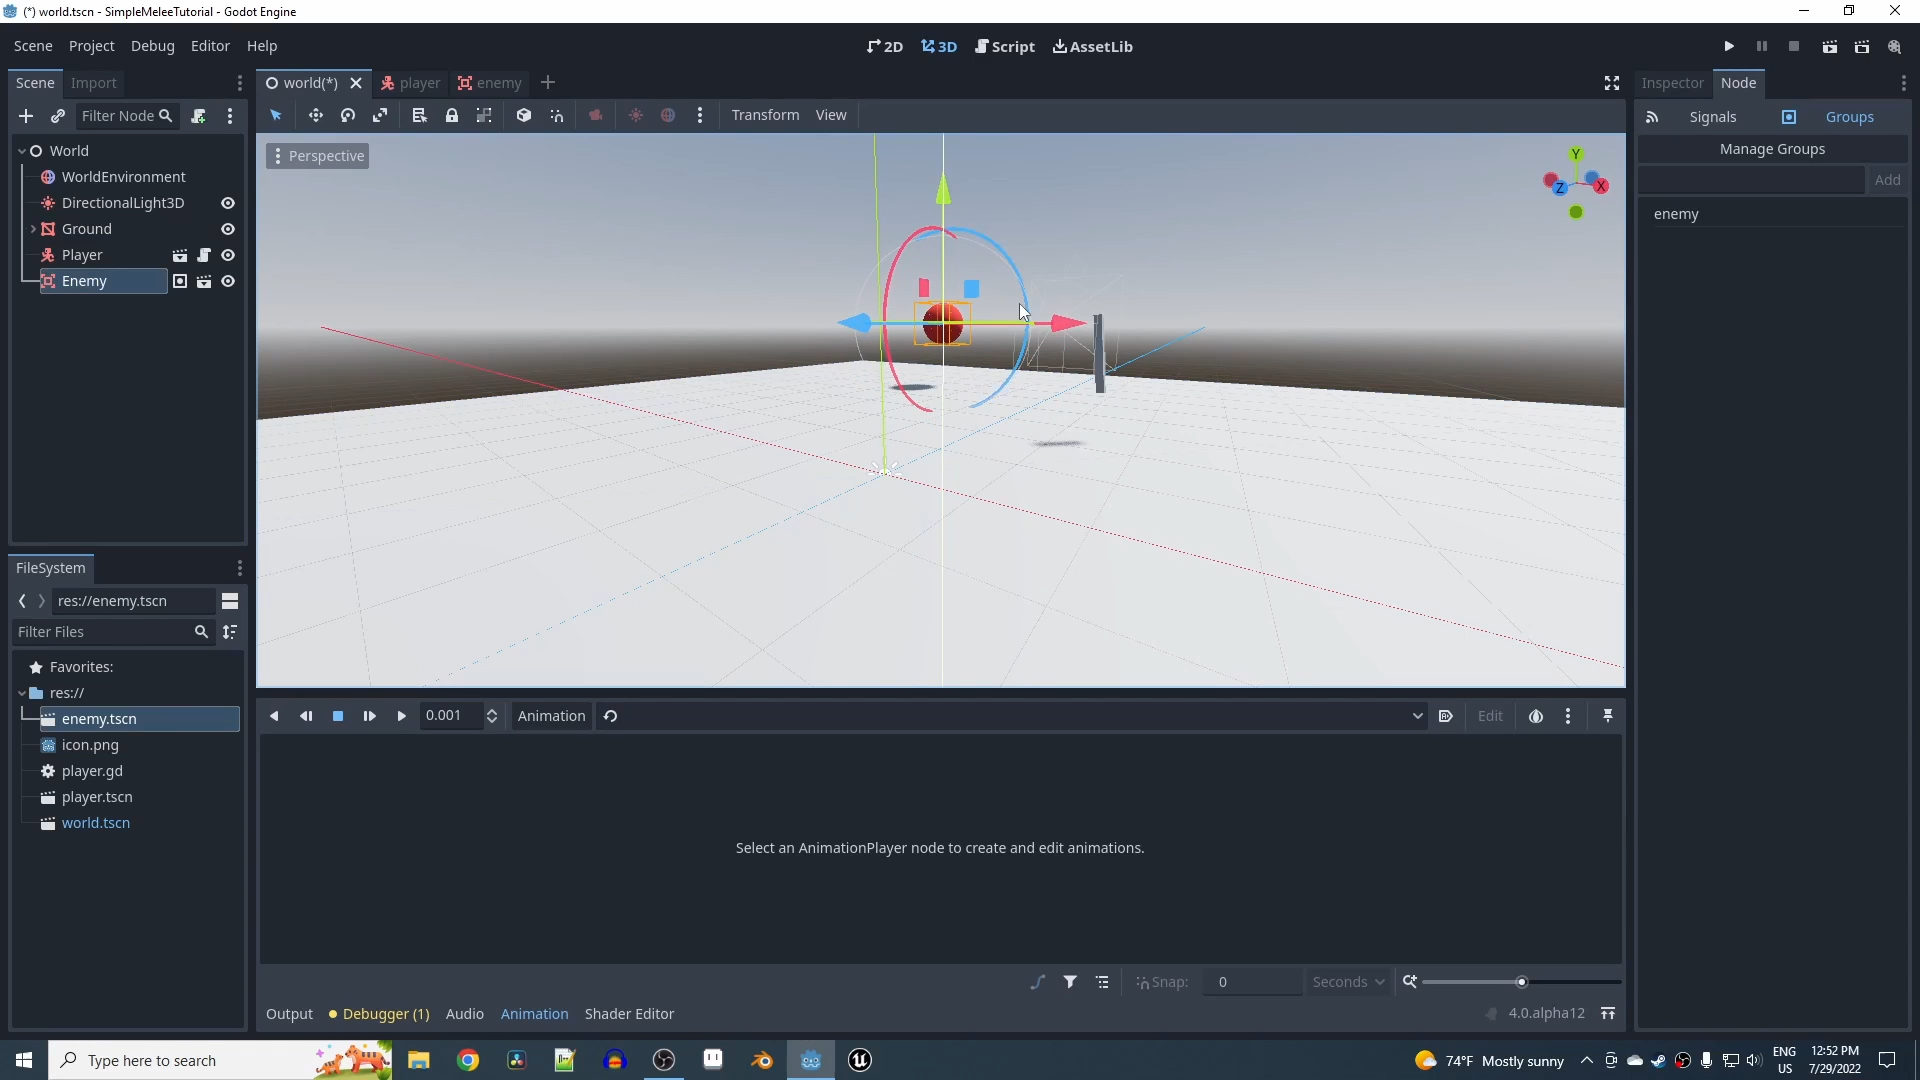 (*) world.tscn - SimpleMeleeTutorial - Godot Engine
Scene Project Debug Editor Help
2D 3D Script AssetLib
Scene Import
world(*) player enemy
Inspector Node
Filter Node
Transform View
Signals Groups
Manage Groups
Add
enemy
World
WorldEnvironment
DirectionalLight3D
Ground
Player
Enemy
Perspective
Y
Z
X
FileSystem
res://enemy.tscn
Filter Files
Favorites:
res://
enemy.tscn
icon.png
player.gd
player.tscn
world.tscn
0.001 Animation Edit
Select an AnimationPlayer node to create and edit animations.
Snap: 0 Seconds
Output Debugger (1) Audio Animation Shader Editor
4.0.alpha12
Type here to search
74°F Mostly sunny
ENG
US
12:52 PM
7/29/2022